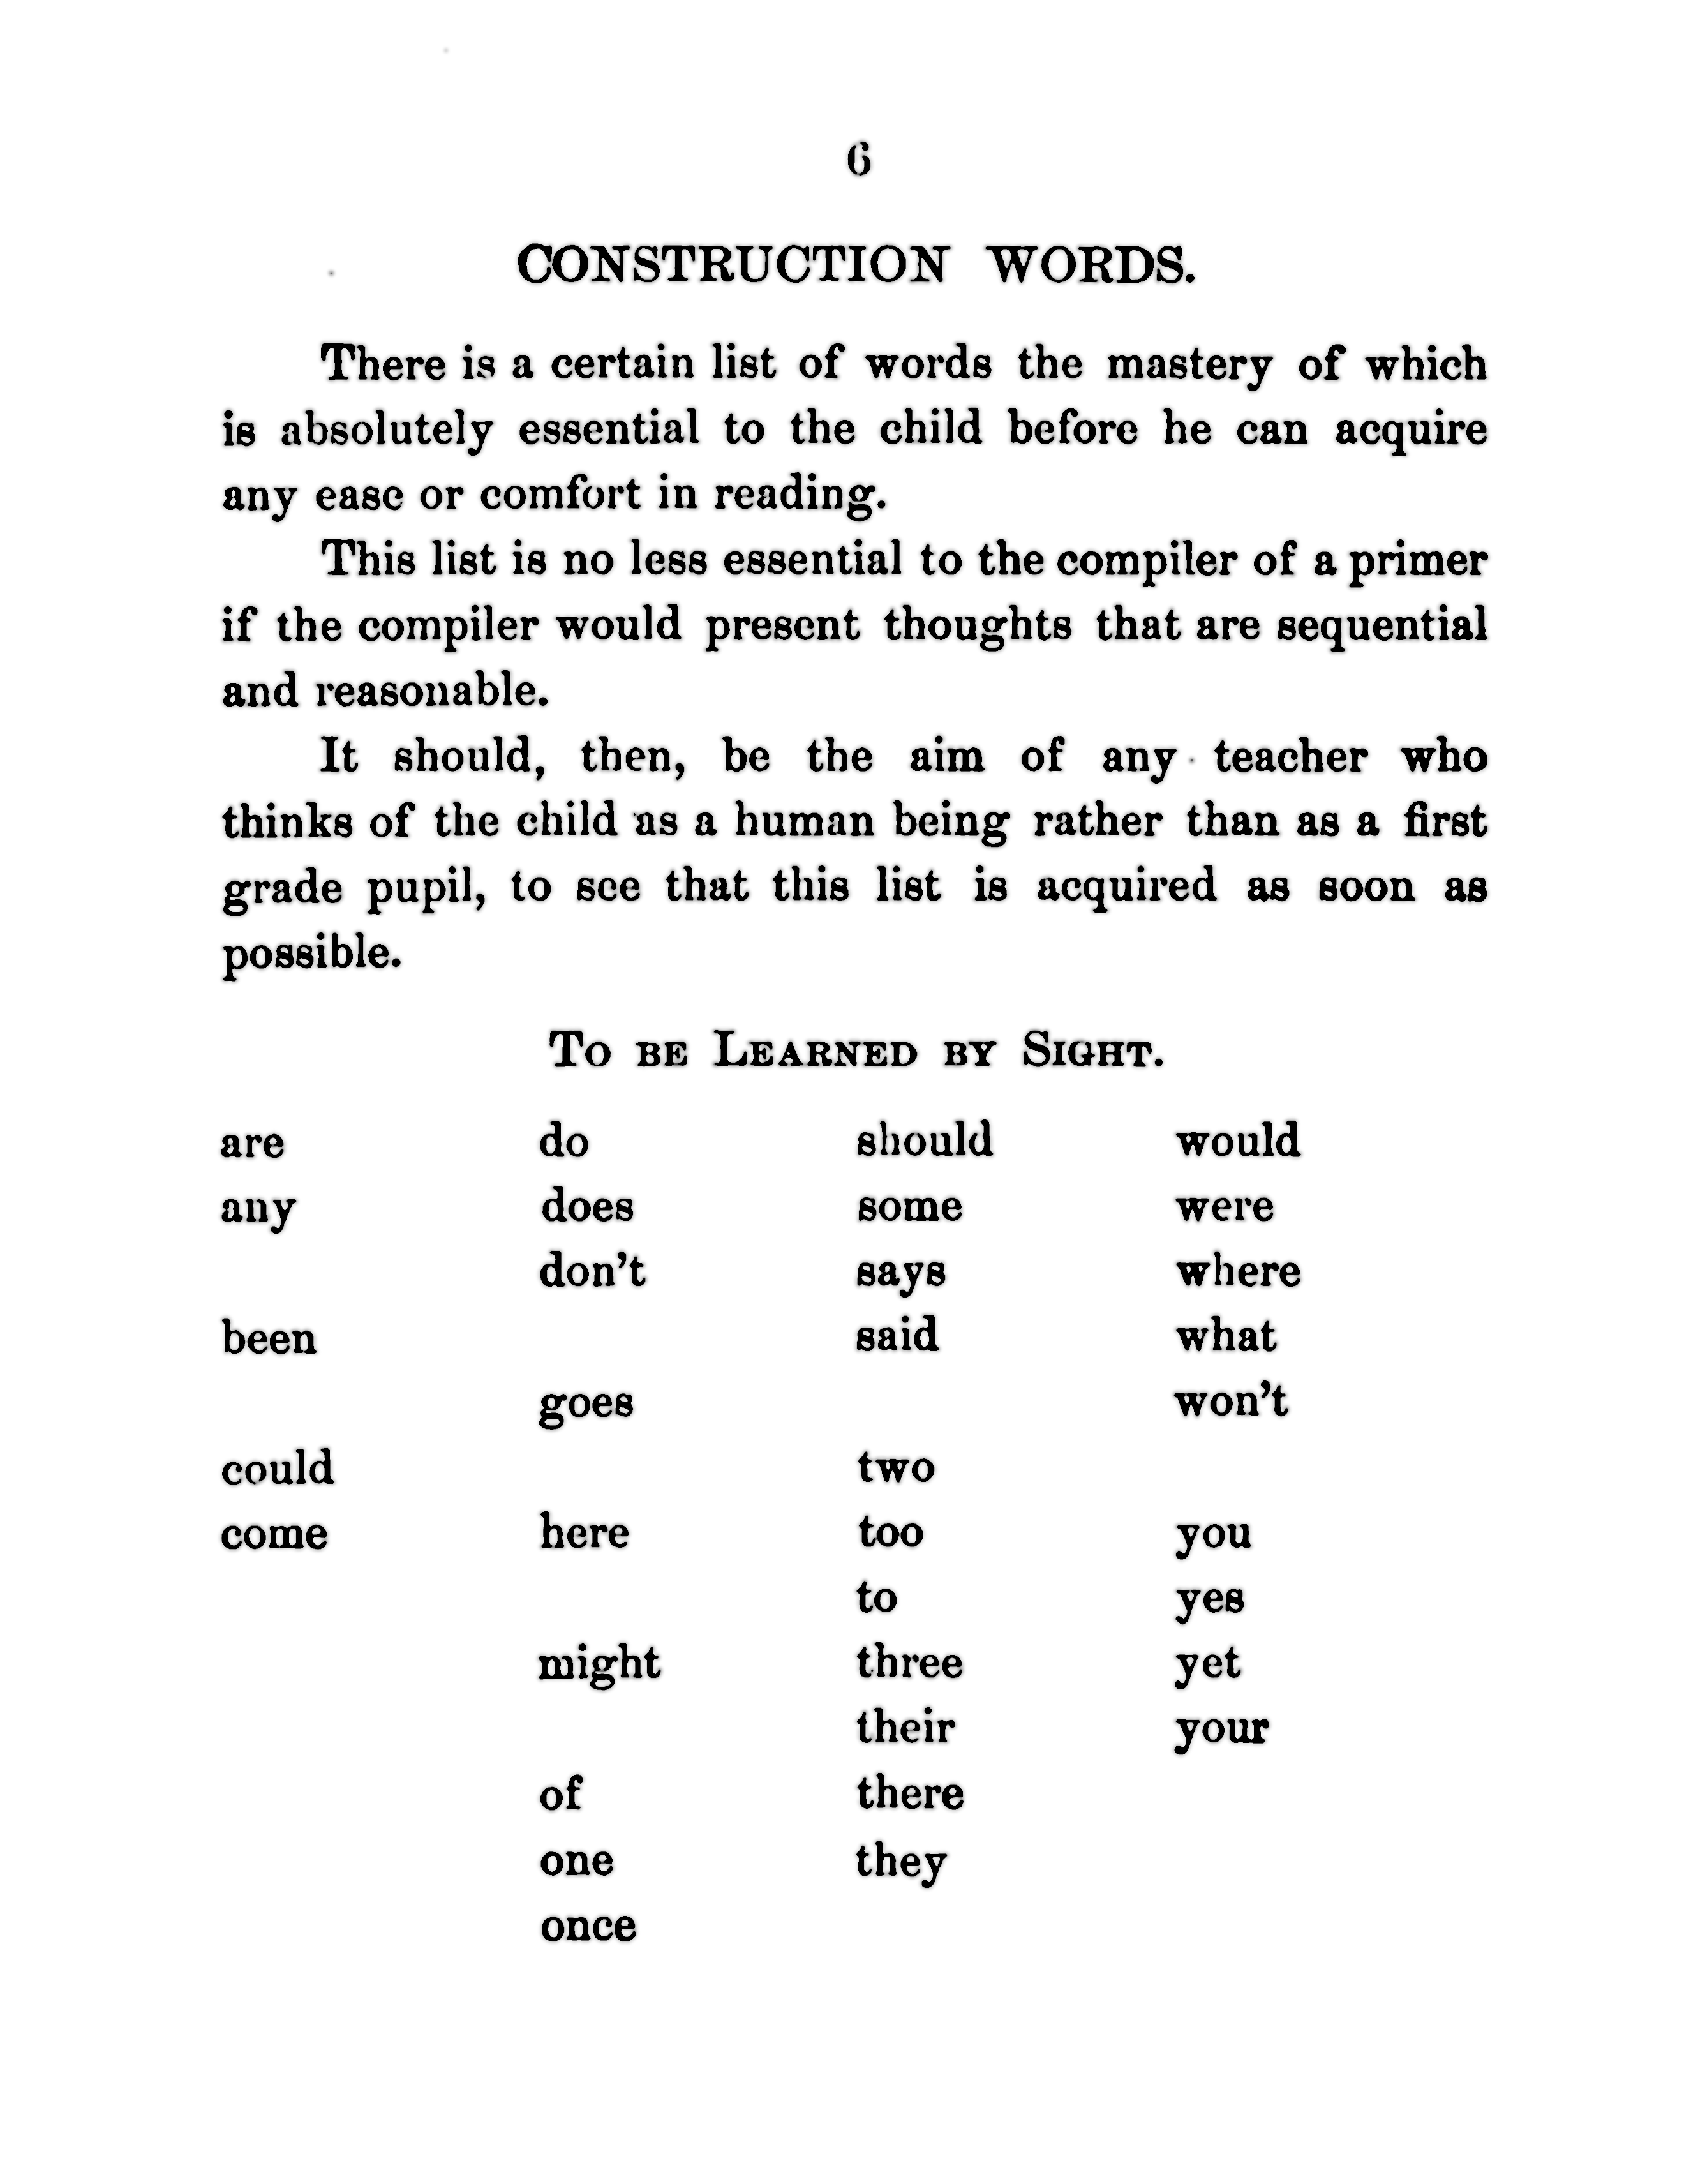 6
CONSTRUCTION WORDS.
There is a certain list of words the mastery of which
is absolutely essential to the child before he can acquire
any ease or comfort in reading.
This list is no less essential to the compiler of a primer
if the compiler would present thoughts that are sequential
and reasonable.
It should, then, be the aim of any teacher who
thinks of the child as a human being rather than as a first
grade pupil, to see that this list is acquired as soon as
possible.
TO BE LEARNED BY SIGHT.
are do should would
any does some were
don't says where
been said what
goes won't
could two
come here too you
to yes
might three yet
their your
of there
one they
once